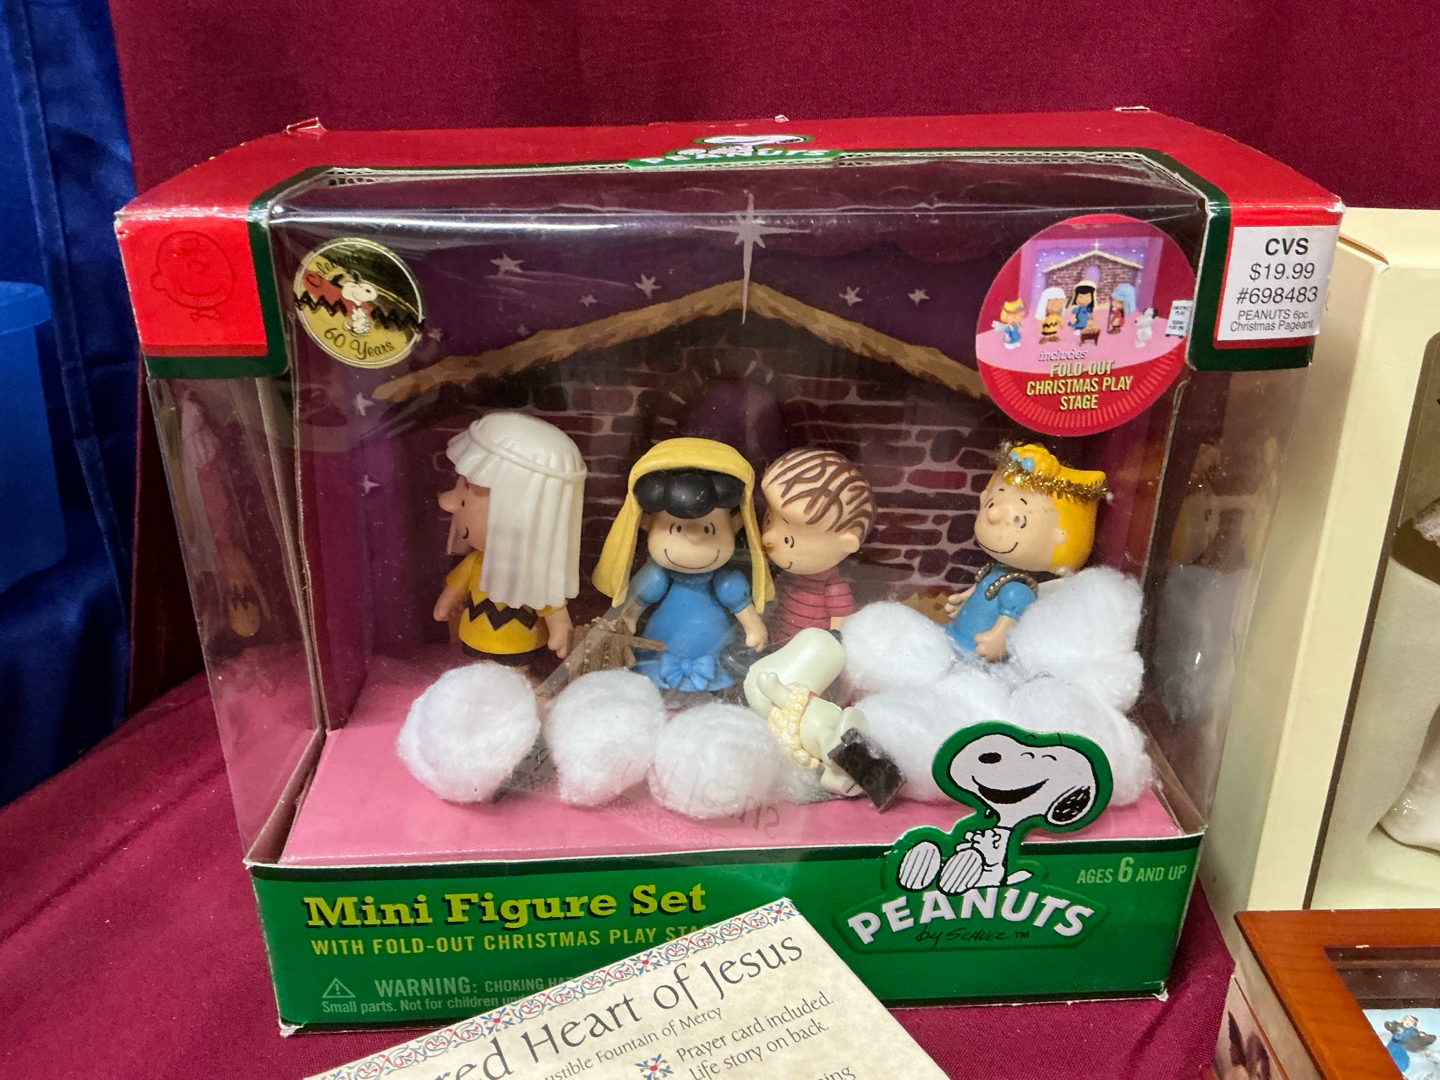 PEANUTS
CVS
$19.99
#698483
PEANUTS 6pc.
Christmas Pageant
60 Years
includes
FOLD-OUT
CHRISTMAS PLAY
STAGE
Mini Figure Set
WITH FOLD-OUT CHRISTMAS PLAY
AGES 6 AND UP
PEANUTS
by SCHULZ ™
WARNING: CHOKING
Small parts. Not for children
Heart of Jesus
Fountain of Mercy
Prayer card included.
Life story on back.